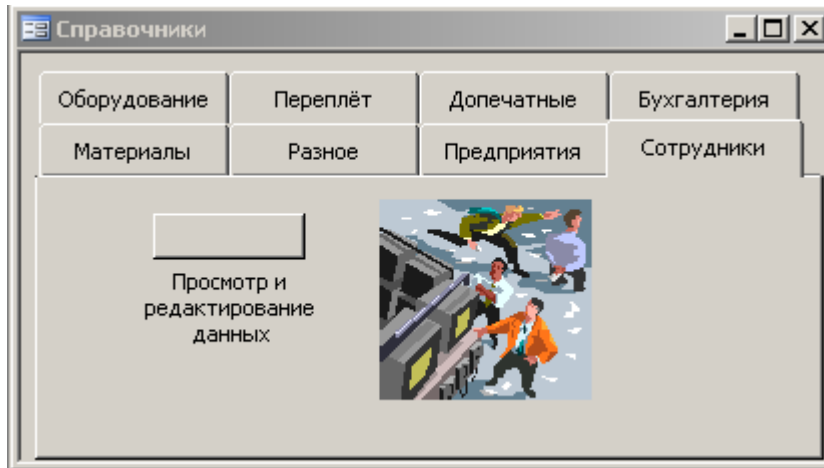 Справочники
Оборудование Переплёт Допечатные Бухгалтерия
Материалы Разное Предприятия Сотрудники
Просмотр и
редактирование
данных